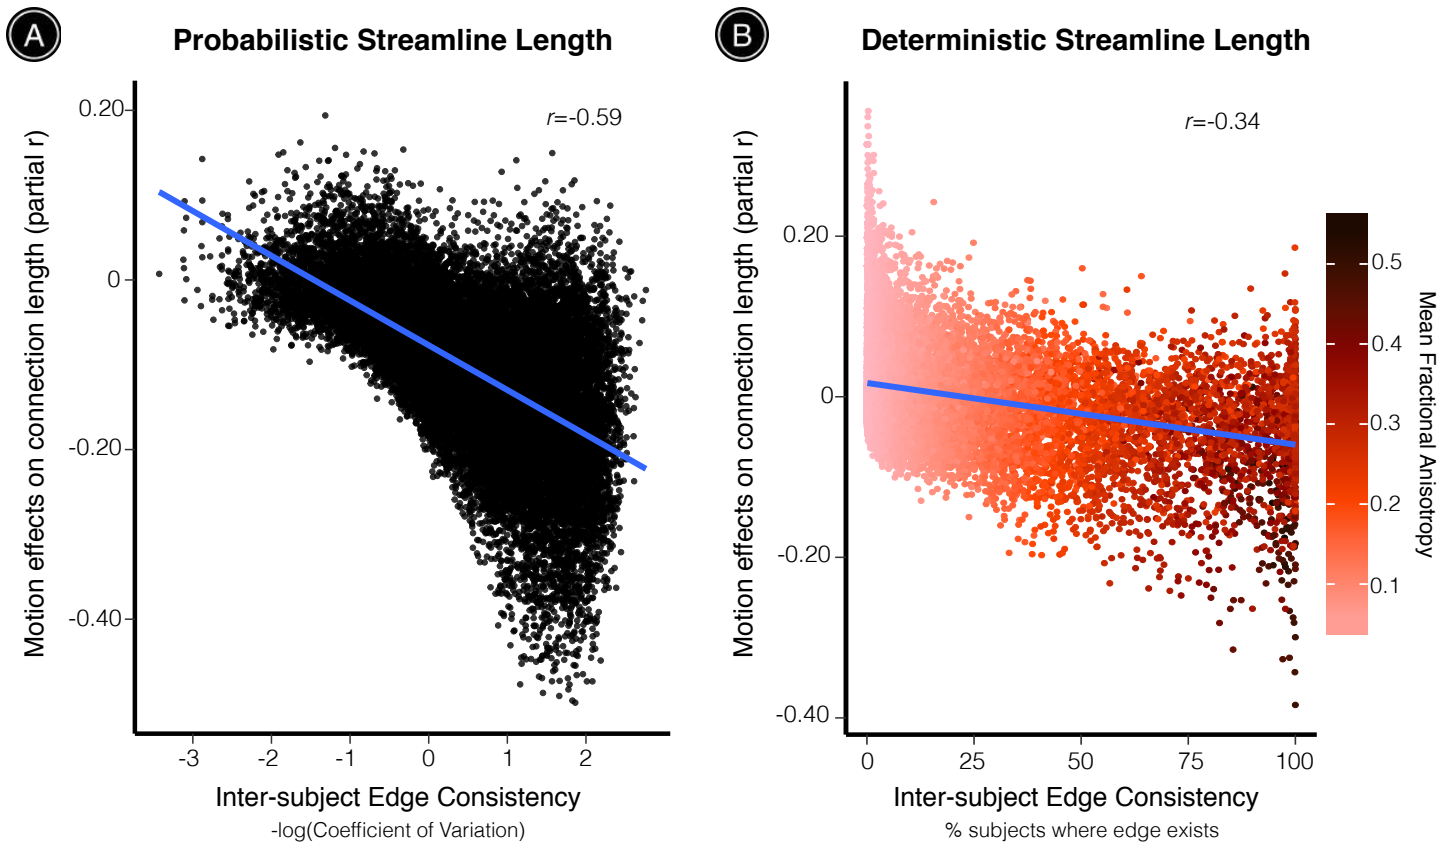 A
Probabilistic Streamline Length
r=-0.59
Motion effects on connection length (partial r)
0.20
0
-0.20
-0.40
-3
-2
-1
0
1
2
Inter-subject Edge Consistency
-log(Coefficient of Variation)
B
Deterministic Streamline Length
r=-0.34
Motion effects on connection length (partial r)
0.20
0
-0.20
-0.40
0
25
50
75
100
Inter-subject Edge Consistency
% subjects where edge exists
0.5
0.4
0.3
0.2
0.1
Mean Fractional Anisotropy